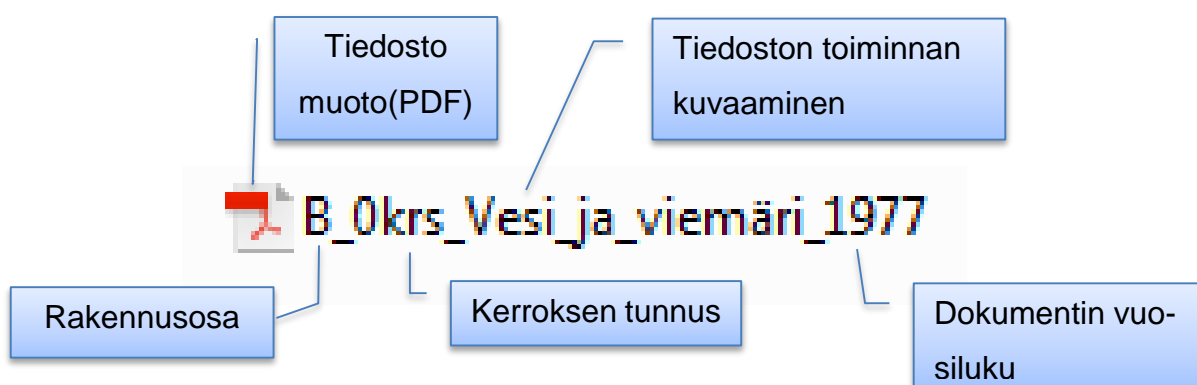 Tiedosto
muoto(PDF)
Tiedoston toiminnan
kuvaaminen
B_0krs_Vesi_ja_viemäri_1977
Rakennusosa
Kerroksen tunnus
Dokumentin vuo-
siluku